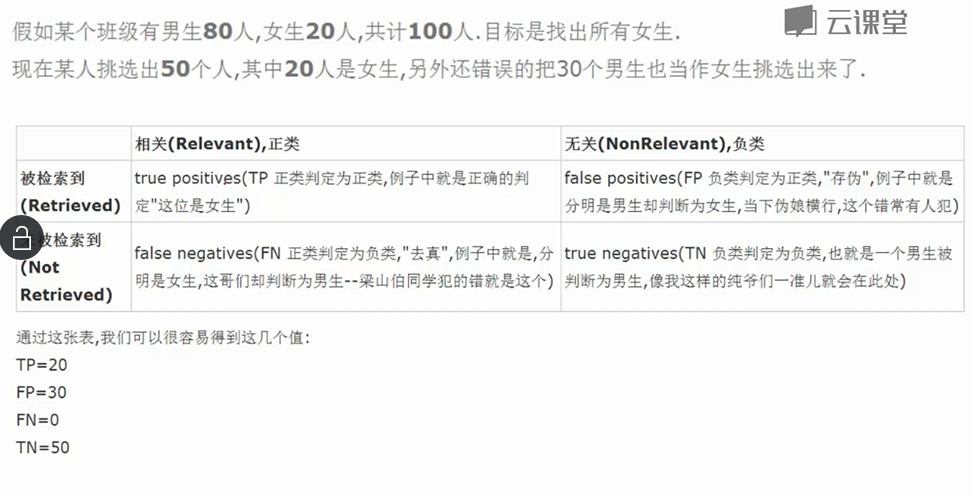 云课堂
假如某个班级有男生80人,女生20人,共计100人.目标是找出所有女生.
现在某人挑选出50个人,其中20人是女生,另外还错误的把30个男生也当作女生挑选出来了.
相关(Relevant),正类
无关(NonRelevant),负类
被检索到
(Retrieved)
true positives(TP 正类判定为正类,例子中就是正确的判
定"这位是女生")
false positives(FP 负类判定为正类,"存伪",例子中就是
分明是男生却判断为女生,当下伪娘横行,这个错常有人犯)
被检索到
(Not
Retrieved)
false negatives(FN 正类判定为负类,"去真",例子中就是,分
明是女生,这哥们却判断为男生--梁山伯同学犯的错就是这个)
true negatives(TN 负类判定为负类,也就是一个男生被
判断为男生,像我这样的纯爷们一准儿就会在此处)
通过这张表,我们可以很容易得到这几个值:
TP=20
FP=30
FN=0
TN=50